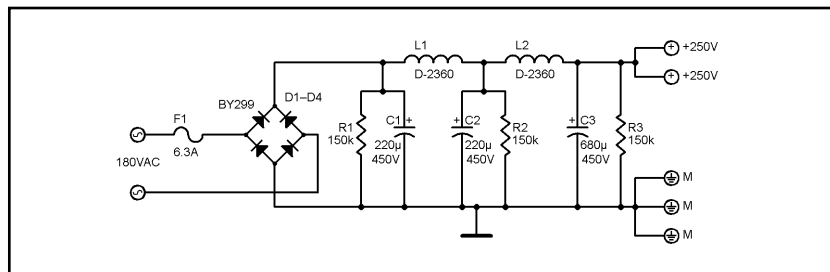 L1
D-2360
L2
D-2360
+250V
+250V
F1
6.3A
BY299
D1–D4
180VAC
R1
150k
C1
+
220µ
450V
+
C2
220µ
450V
R2
150k
+
C3
680µ
450V
R3
150k
M
M
M